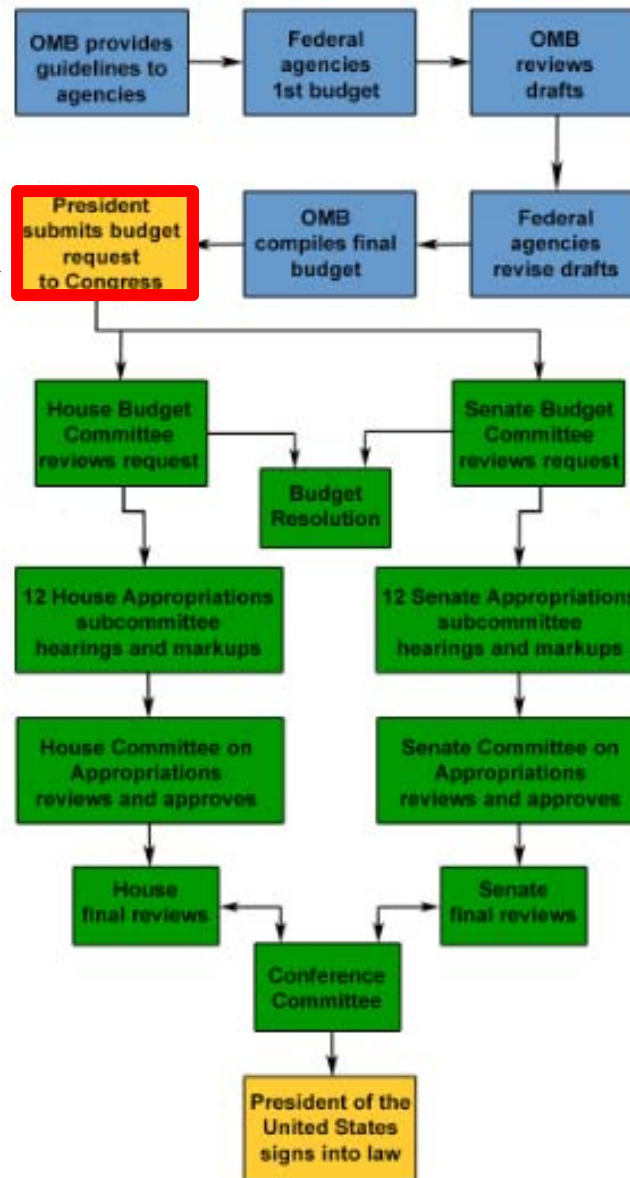 OMB provides
guidelines to
agencies
Federal
agencies
1st budget
OMB
reviews
drafts
President
submits budget
request
to Congress
OMB
compiles final
budget
Federal
agencies
revise drafts
House Budget
Committee
reviews request
Senate Budget
Committee
reviews request
Budget
Resolution
12 House Appropriations
subcommittee
hearings and markups
12 Senate Appropriations
subcommittee
hearings and markups
House Committee on
Appropriations
reviews and approves
Senate Committee on
Appropriations
reviews and approves
House
final reviews
Senate
final reviews
Conference
Committee
President of the
United States
signs into law